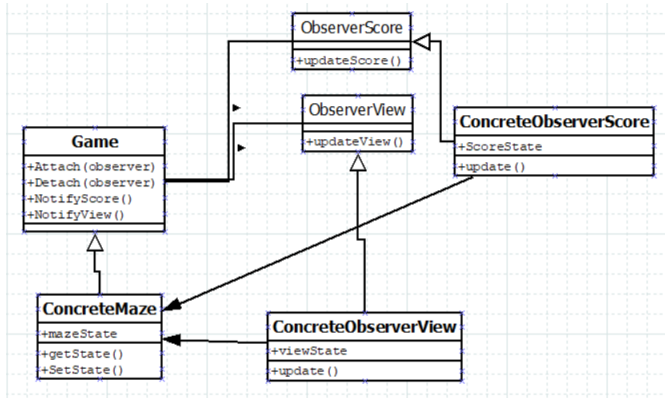 ObserverScore
+updateScore()
ObserverView
+updateView()
ConcreteObserverScore
+ScoreState
+update()
Game
+Attach(observer)
+Detach(observer)
+NotifyScore()
+NotifyView()
ConcreteMaze
+mazeState
+getState()
+SetState()
ConcreteObserverView
+viewState
+update()